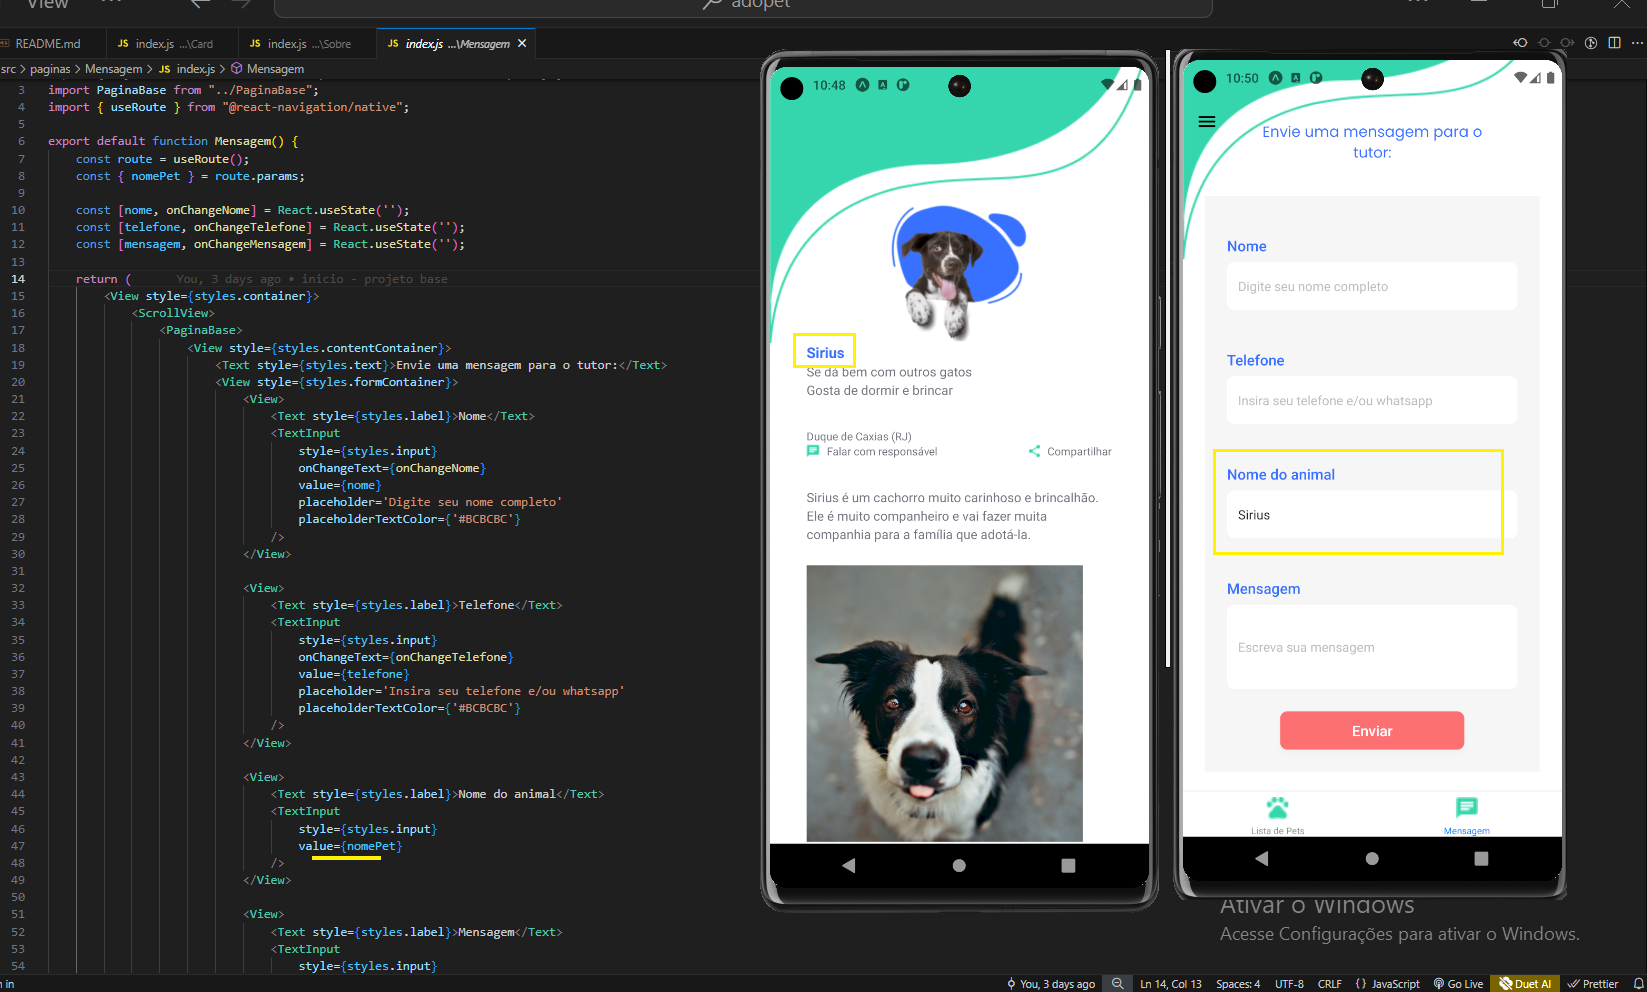 View ...
adopet
README.md index.js ...\Card index.js ...\Sobre index.js ...\Mensagem
src > paginas > Mensagem > index.js > Mensagem
3 import PaginaBase from "../PaginaBase";
4 import { useRoute } from "@react-navigation/native";
5
6 export default function Mensagem() {
7 const route = useRoute();
8 const { nomePet } = route.params;
9
10 const [nome, onChangeNome] = React.useState('');
11 const [telefone, onChangeTelefone] = React.useState('');
12 const [mensagem, onChangeMensagem] = React.useState('');
13
14 return ( You, 3 days ago • inicio - projeto base
15 <View style={styles.container}>
16 <ScrollView>
17 <PaginaBase>
18 <View style={styles.contentContainer}>
19 <Text style={styles.text}>Envie uma mensagem para o tutor:</Text>
20 <View style={styles.formContainer}>
21 <View>
22 <Text style={styles.label}>Nome</Text>
23 <TextInput
24 style={styles.input}
25 onChangeText={onChangeNome}
26 value={nome}
27 placeholder='Digite seu nome completo'
28 placeholderTextColor={'#BCBCBC'}
29 />
30 </View>
31
32 <View>
33 <Text style={styles.label}>Telefone</Text>
34 <TextInput
35 style={styles.input}
36 onChangeText={onChangeTelefone}
37 value={telefone}
38 placeholder='Insira seu telefone e/ou whatsapp'
39 placeholderTextColor={'#BCBCBC'}
40 />
41 </View>
42
43 <View>
44 <Text style={styles.label}>Nome do animal</Text>
45 <TextInput
46 style={styles.input}
47 value={nomePet}
48 />
49 </View>
50
51 <View>
52 <Text style={styles.label}>Mensagem</Text>
53 <TextInput
54 style={styles.input}
10:48
Sirius
Se dá bem com outros gatos
Gosta de dormir e brincar
Duque de Caxias (RJ)
Falar com responsável Compartilhar
Sirius é um cachorro muito carinhoso e brincalhão.
Ele é muito companheiro e vai fazer muita
companhia para a família que adotá-la.
10:50
Envie uma mensagem para o
tutor:
Nome
Digite seu nome completo
Telefone
Insira seu telefone e/ou whatsapp
Nome do animal
Sirius
Mensagem
Escreva sua mensagem
Enviar
Lista de Pets Mensagem
Ativar o Windows
Acesse Configurações para ativar o Windows.
You, 3 days ago Ln 14, Col 13 Spaces: 4 UTF-8 CRLF {} JavaScript Go Live Duet AI Prettier